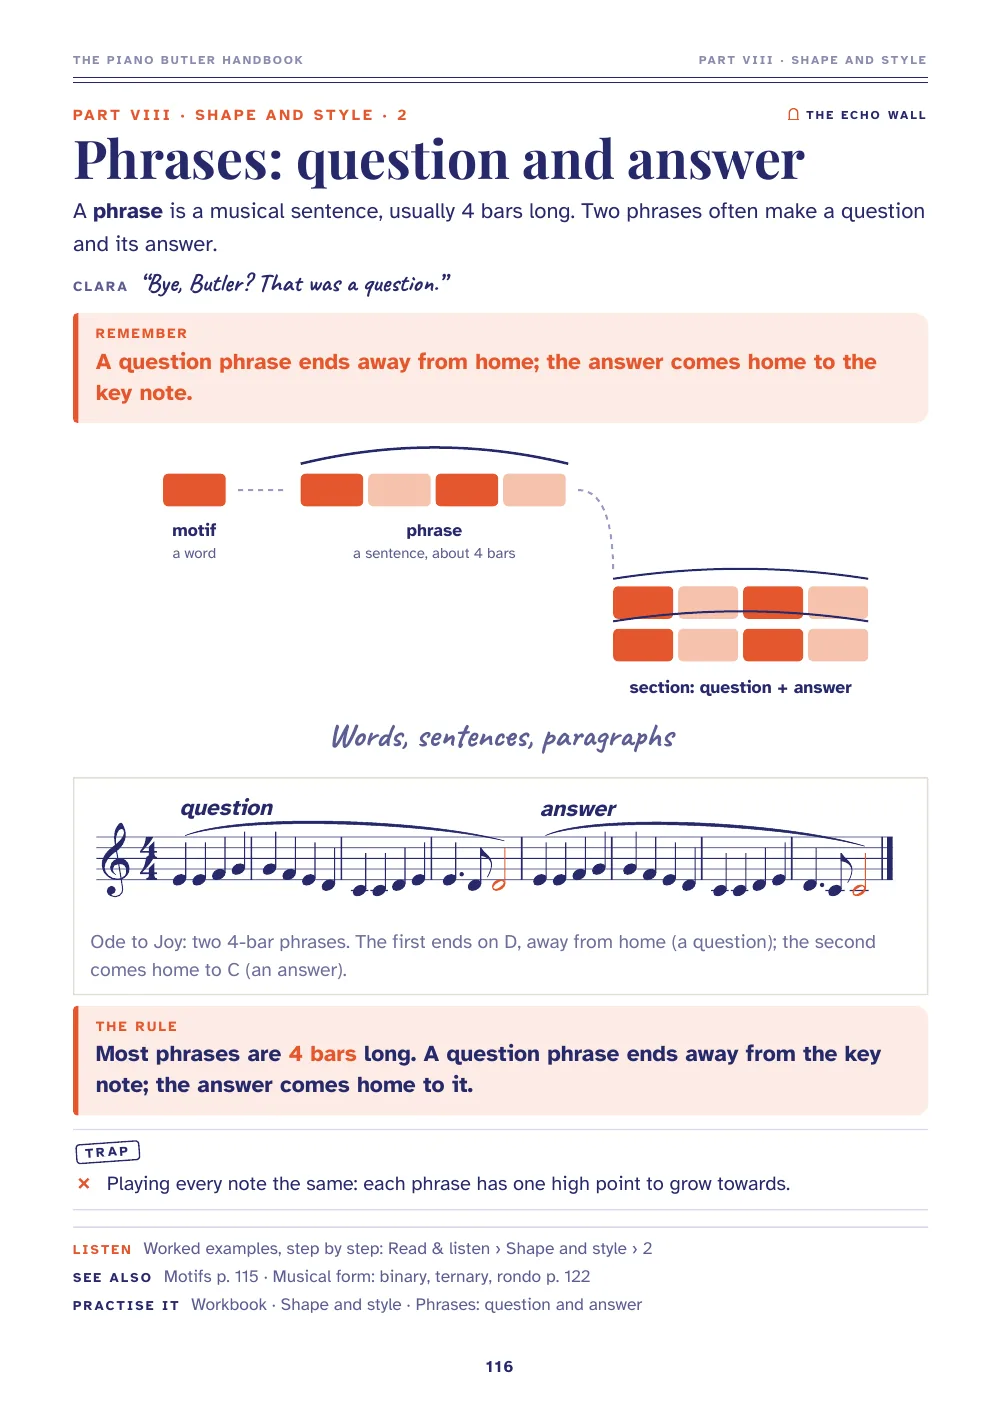 THE PIANO BUTLER HANDBOOK
PART VIII · SHAPE AND STYLE
PART VIII · SHAPE AND STYLE · 2
THE ECHO WALL
Phrases: question and answer
A phrase is a musical sentence, usually 4 bars long. Two phrases often make a question
and its answer.
CLARA “Bye, Butler? That was a question.”
REMEMBER
A question phrase ends away from home; the answer comes home to the
key note.
motif
a word
phrase
a sentence, about 4 bars
section: question + answer
Words, sentences, paragraphs
question
answer
4
4
Ode to Joy: two 4-bar phrases. The first ends on D, away from home (a question); the second
comes home to C (an answer).
THE RULE
Most phrases are 4 bars long. A question phrase ends away from the key
note; the answer comes home to it.
TRAP
× Playing every note the same: each phrase has one high point to grow towards.
LISTEN Worked examples, step by step: Read & listen › Shape and style › 2
SEE ALSO Motifs p. 115 · Musical form: binary, ternary, rondo p. 122
PRACTISE IT Workbook · Shape and style · Phrases: question and answer
116